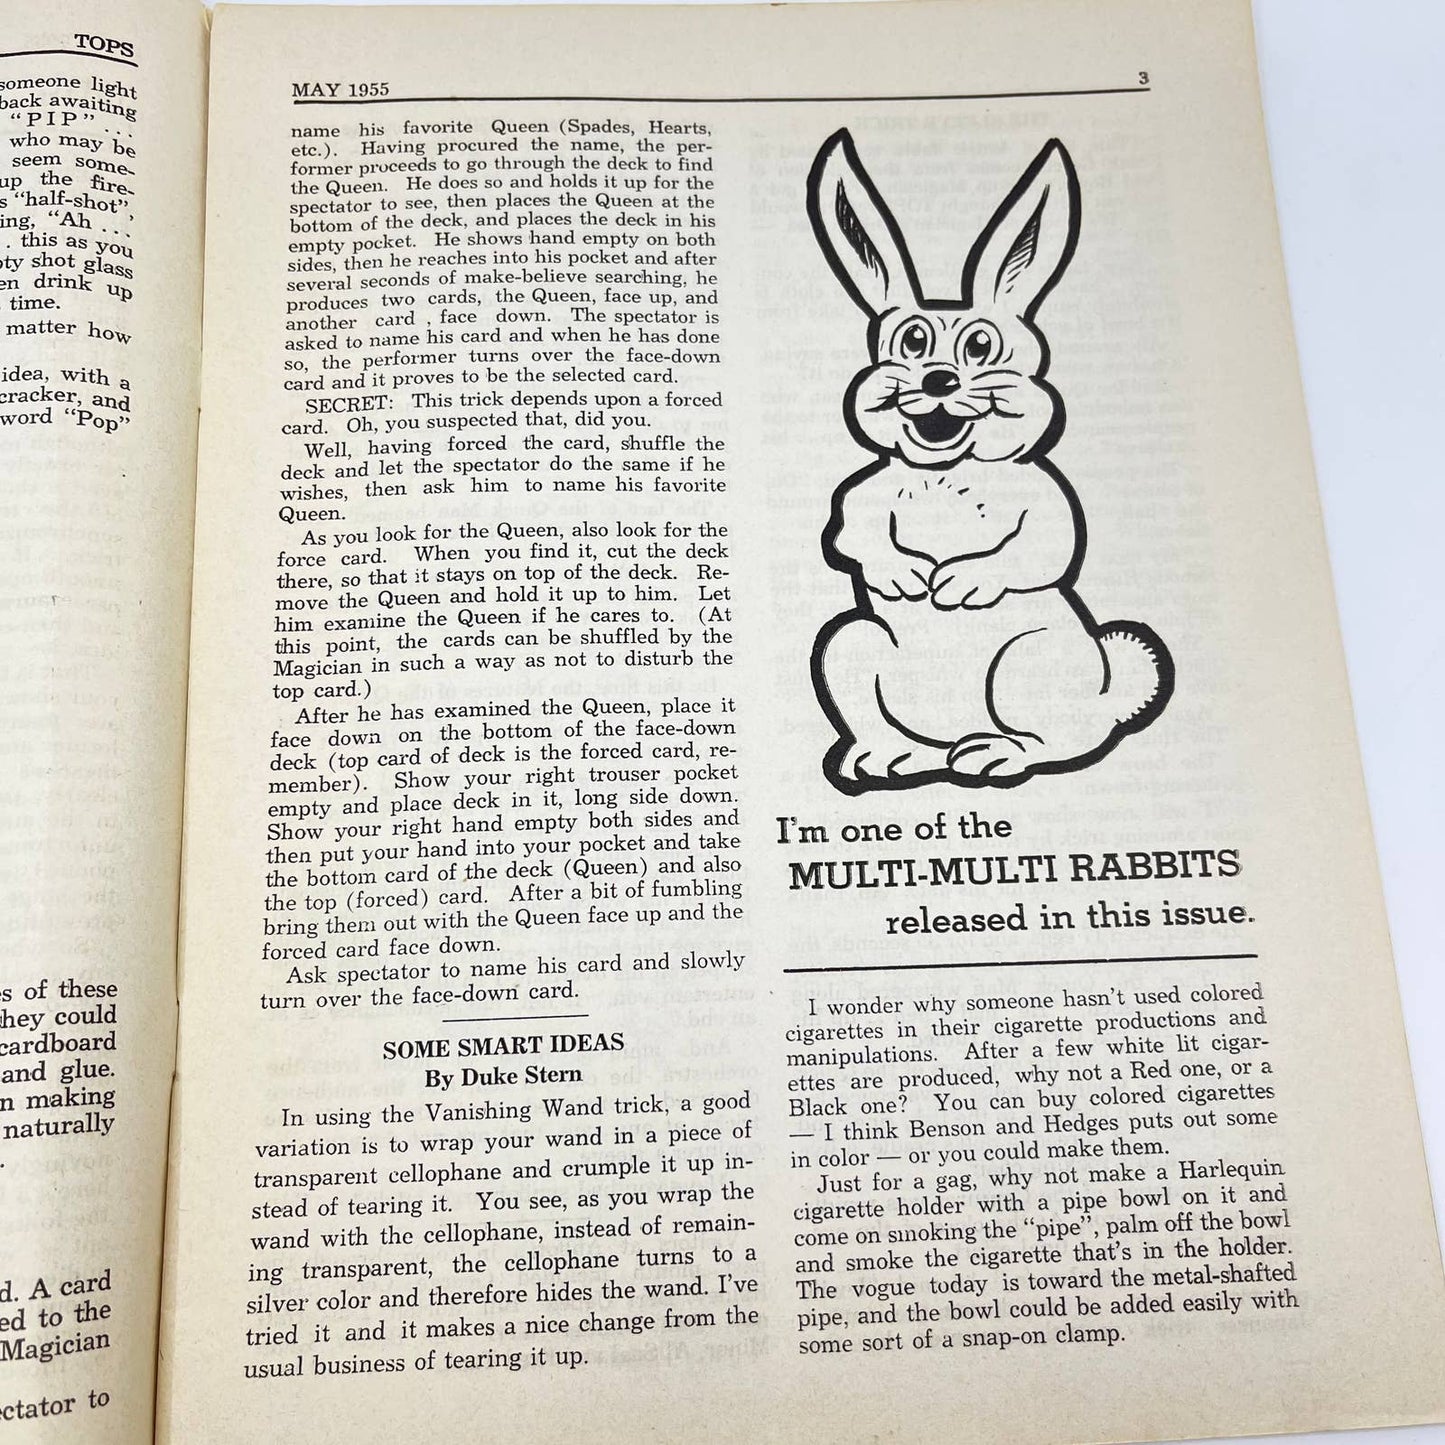 TOPS
someone light
back awaiting
"PIP" ...
who may be
seem some-
up the fire-
s "half-shot",
ing, "Ah ...
. this as you
pty shot glass
en drink up
time.
matter how
idea, with a
cracker, and
word "Pop"
s of these
they could
cardboard
and glue.
n making
naturally
.
d. A card
ed to the
Magician
ectator to
MAY 1955
3
name his favorite Queen (Spades, Hearts,
etc.). Having procured the name, the per-
former proceeds to go through the deck to find
the Queen. He does so and holds it up for the
spectator to see, then places the Queen at the
bottom of the deck, and places the deck in his
empty pocket. He shows hand empty on both
sides, then he reaches into his pocket and after
several seconds of make-believe searching, he
produces two cards, the Queen, face up, and
another card , face down. The spectator is
asked to name his card and when he has done
so, the performer turns over the face-down
card and it proves to be the selected card.
SECRET: This trick depends upon a forced
card. Oh, you suspected that, did you.
Well, having forced the card, shuffle the
deck and let the spectator do the same if he
wishes, then ask him to name his favorite
Queen.
As you look for the Queen, also look for the
force card. When you find it, cut the deck
there, so that it stays on top of the deck. Re-
move the Queen and hold it up to him. Let
him examine the Queen if he cares to. (At
this point, the cards can be shuffled by the
Magician in such a way as not to disturb the
top card.)
After he has examined the Queen, place it
face down on the bottom of the face-down
deck (top card of deck is the forced card, re-
member). Show your right trouser pocket
empty and place deck in it, long side down.
Show your right hand empty both sides and
then put your hand into your pocket and take
the bottom card of the deck (Queen) and also
the top (forced) card. After a bit of fumbling
bring them out with the Queen face up and the
forced card face down.
Ask spectator to name his card and slowly
turn over the face-down card.
SOME SMART IDEAS
By Duke Stern
In using the Vanishing Wand trick, a good
variation is to wrap your wand in a piece of
transparent cellophane and crumple it up in-
stead of tearing it. You see, as you wrap the
wand with the cellophane, instead of remain-
ing transparent, the cellophane turns to a
silver color and therefore hides the wand. I've
tried it and it makes a nice change from the
usual business of tearing it up.
I'm one of the
MULTI-MULTI RABBITS
released in this issue.
I wonder why someone hasn't used colored
cigarettes in their cigarette productions and
manipulations. After a few white lit cigar-
ettes are produced, why not a Red one, or a
Black one? You can buy colored cigarettes
— I think Benson and Hedges puts out some
in color — or you could make them.
Just for a gag, why not make a Harlequin
cigarette holder with a pipe bowl on it and
come on smoking the "pipe", palm off the bowl
and smoke the cigarette that's in the holder.
The vogue today is toward the metal-shafted
pipe, and the bowl could be added easily with
some sort of a snap-on clamp.